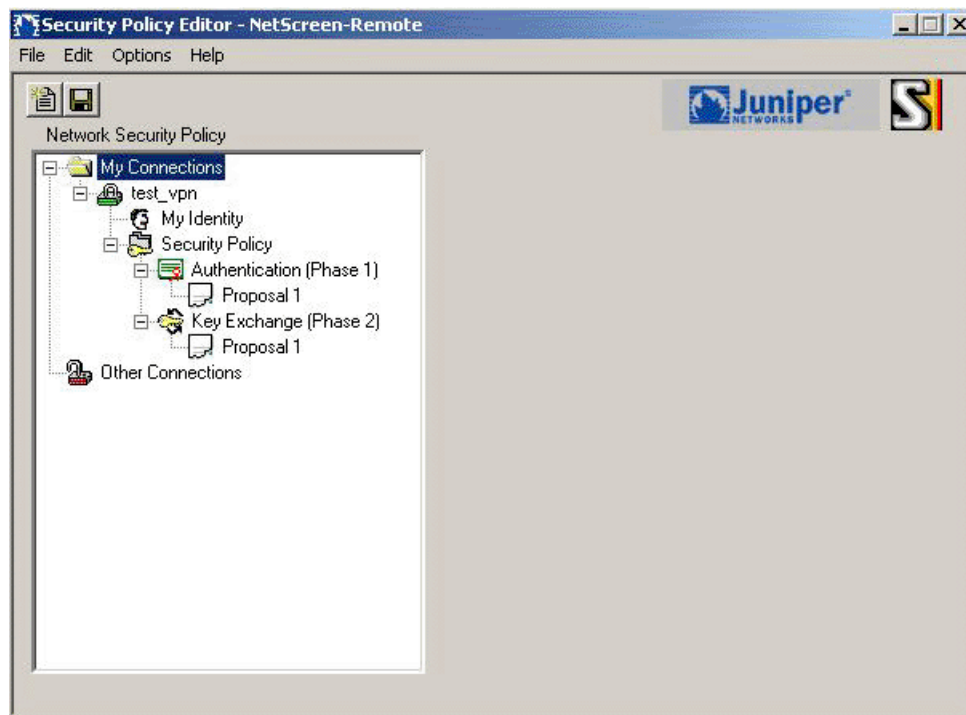 Security Policy Editor - NetScreen-Remote
File Edit Options Help
Juniper®
NETWORKS
S
Network Security Policy
My Connections
test_vpn
My Identity
Security Policy
Authentication (Phase 1)
Proposal 1
Key Exchange (Phase 2)
Proposal 1
Other Connections